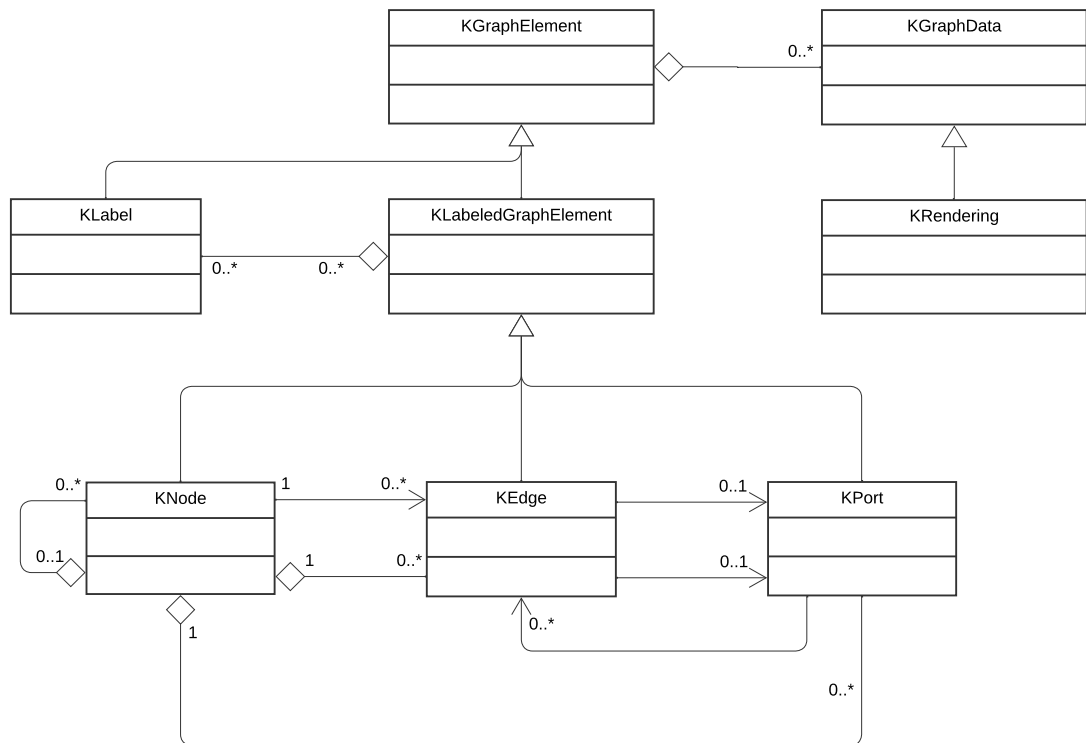 KGraphElement
KGraphData
0..*
KLabel
KLabeledGraphElement
KRendering
0..*
0..*
0..*
KNode
1
0..*
KEdge
0..1
KPort
0..1
1
0..*
0..1
0..*
1
0..*